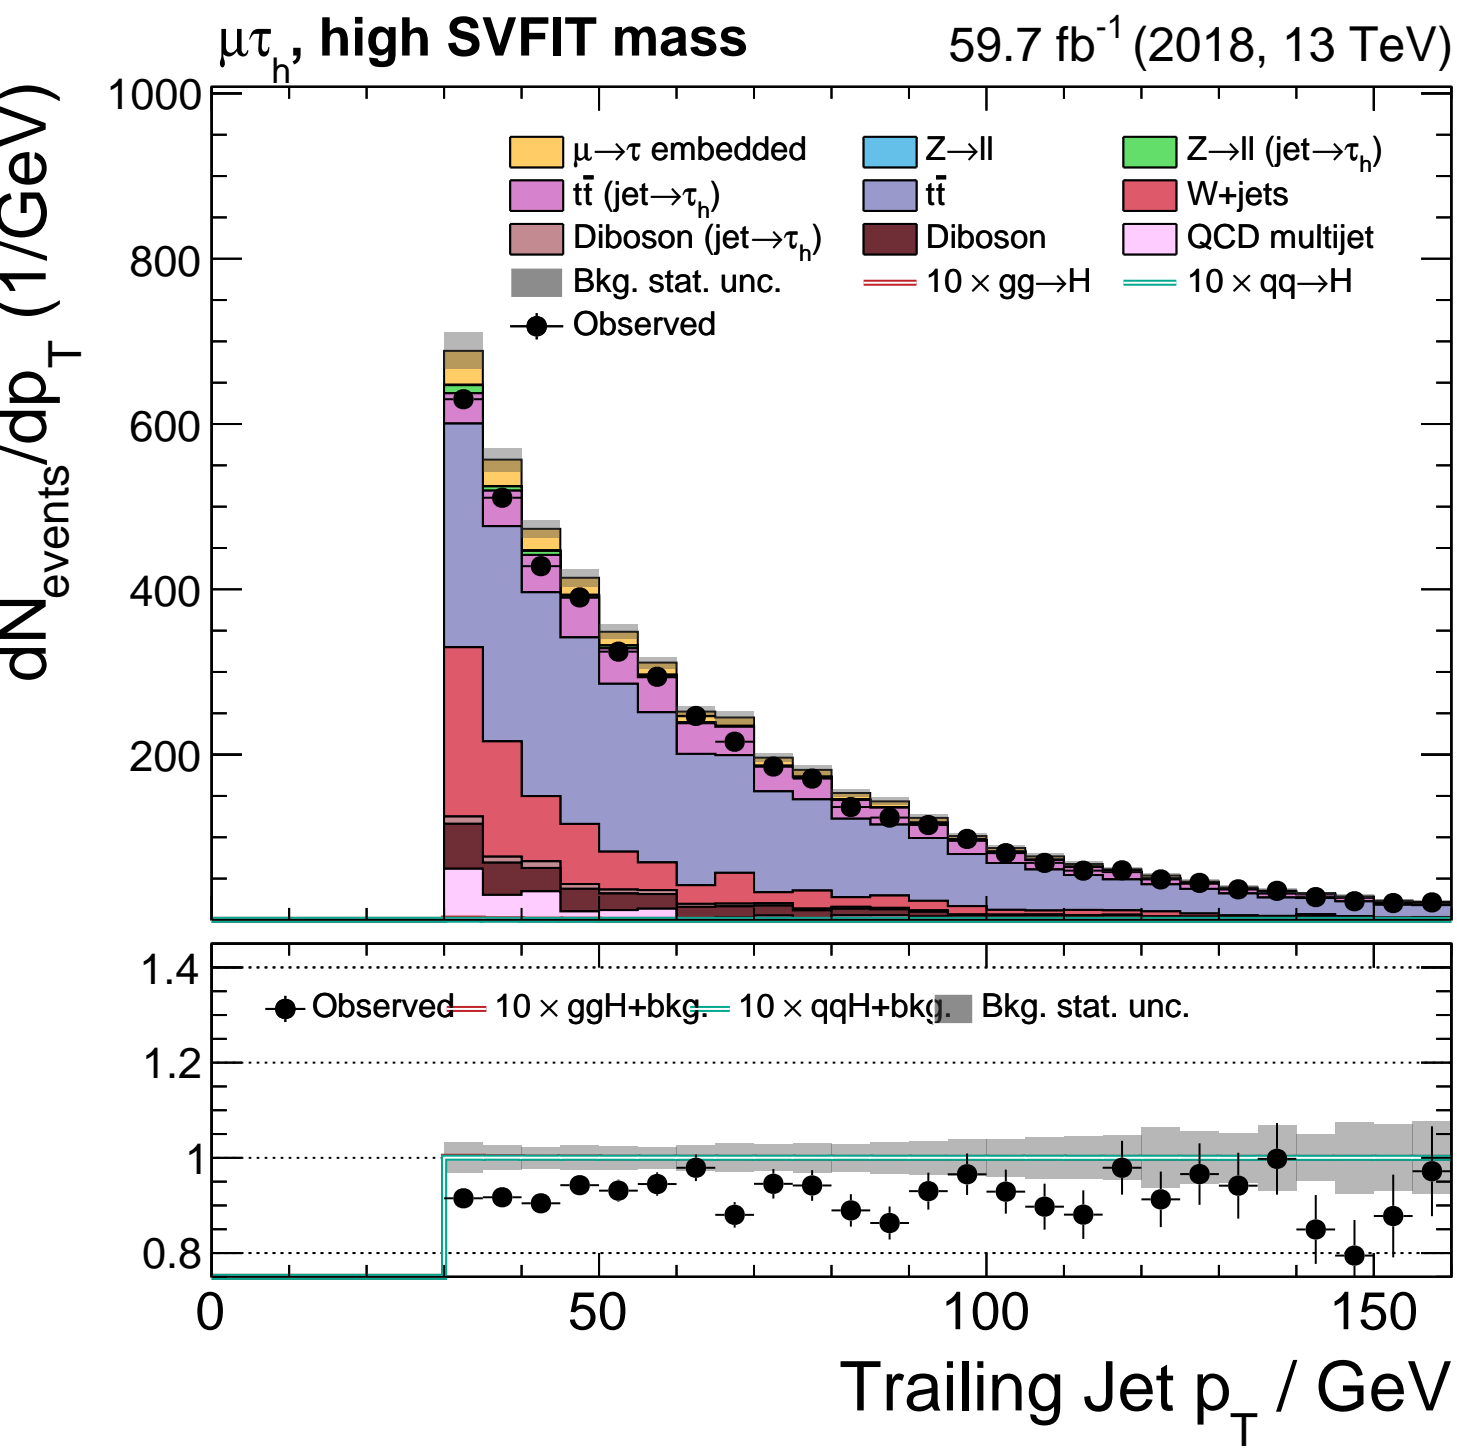 μτh, high SVFIT mass 59.7 fb-1 (2018, 13 TeV)
dNevents/dpT (1/GeV)
1000
800
600
400
200
μ→τ embedded Z→ll Z→ll (jet→τh)
tt̄ (jet→τh) tt̄ W+jets
Diboson (jet→τh) Diboson QCD multijet
Bkg. stat. unc. 10 × gg→H 10 × qq→H
Observed
1.4
1.2
1
0.8
Observed 10 × ggH+bkg. 10 × qqH+bkg. Bkg. stat. unc.
0 50 100 150
Trailing Jet pT / GeV